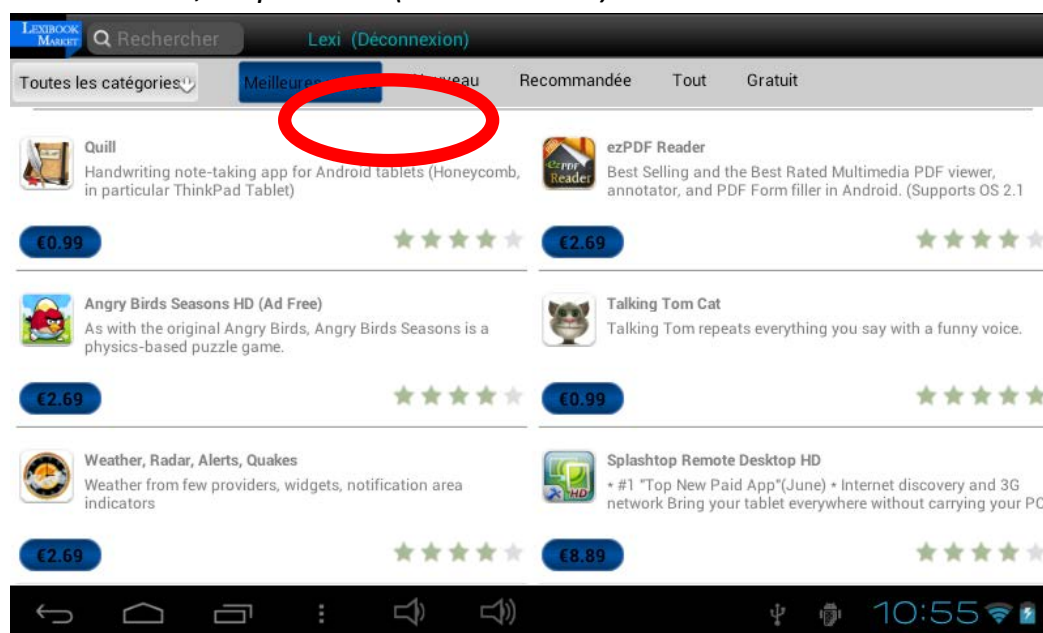 LEXIBOOK
MARKET
Rechercher
Lexi (Déconnexion)
Toutes les catégories
Meilleures
Nouveau
Recommandée
Tout
Gratuit
Quill
Handwriting note-taking app for Android tablets (Honeycomb,
in particular ThinkPad Tablet)
€0.99
ezPDF Reader
Best Selling and the Best Rated Multimedia PDF viewer,
annotator, and PDF Form filler in Android. (Supports OS 2.1
ezPDF
Reader
€2.69
Angry Birds Seasons HD (Ad Free)
As with the original Angry Birds, Angry Birds Seasons is a
physics-based puzzle game.
€2.69
Talking Tom Cat
Talking Tom repeats everything you say with a funny voice.
€0.99
Weather, Radar, Alerts, Quakes
Weather from few providers, widgets, notification area
indicators
€2.69
Splashtop Remote Desktop HD
* #1 "Top New Paid App"(June) * Internet discovery and 3G
network Bring your tablet everywhere without carrying your PC
HD
€8.89
10:55